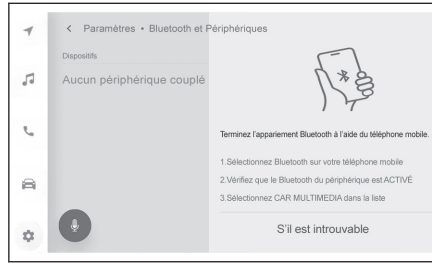 Paramètres • Bluetooth et Périphériques
Dispositifs
Aucun périphérique couplé
Terminez l'appariement Bluetooth à l'aide du téléphone mobile.
1.Sélectionnez Bluetooth sur votre téléphone mobile
2.Vérifiez que le Bluetooth du périphérique est ACTIVÉ
3.Sélectionnez CAR MULTIMEDIA dans la liste
S'il est introuvable